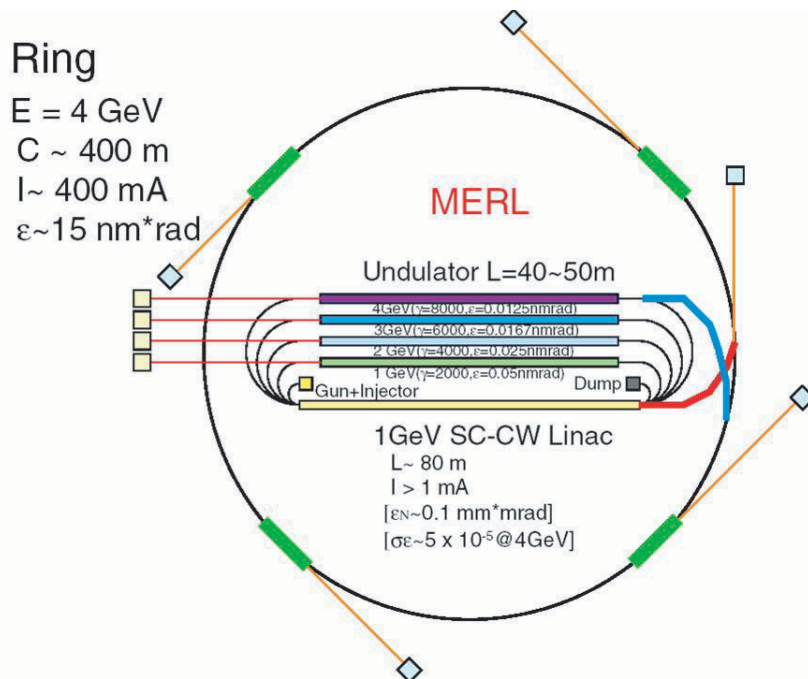 Ring
E = 4 GeV
C ~ 400 m
I~ 400 mA
ε~15 nm*rad
MERL
Undulator L=40~50m
4GeV(γ=8000,ε=0.0125nmrad)
3GeV(γ=6000,ε=0.0167nmrad)
2 GeV(γ=4000,ε=0.025nmrad)
1 GeV(γ=2000,ε=0.05nmrad)
Gun+Injector
Dump
1GeV SC-CW Linac
L~ 80 m
I > 1 mA
[εN~0.1 mm*mrad]
[σε~5 x 10⁻⁵@4GeV]